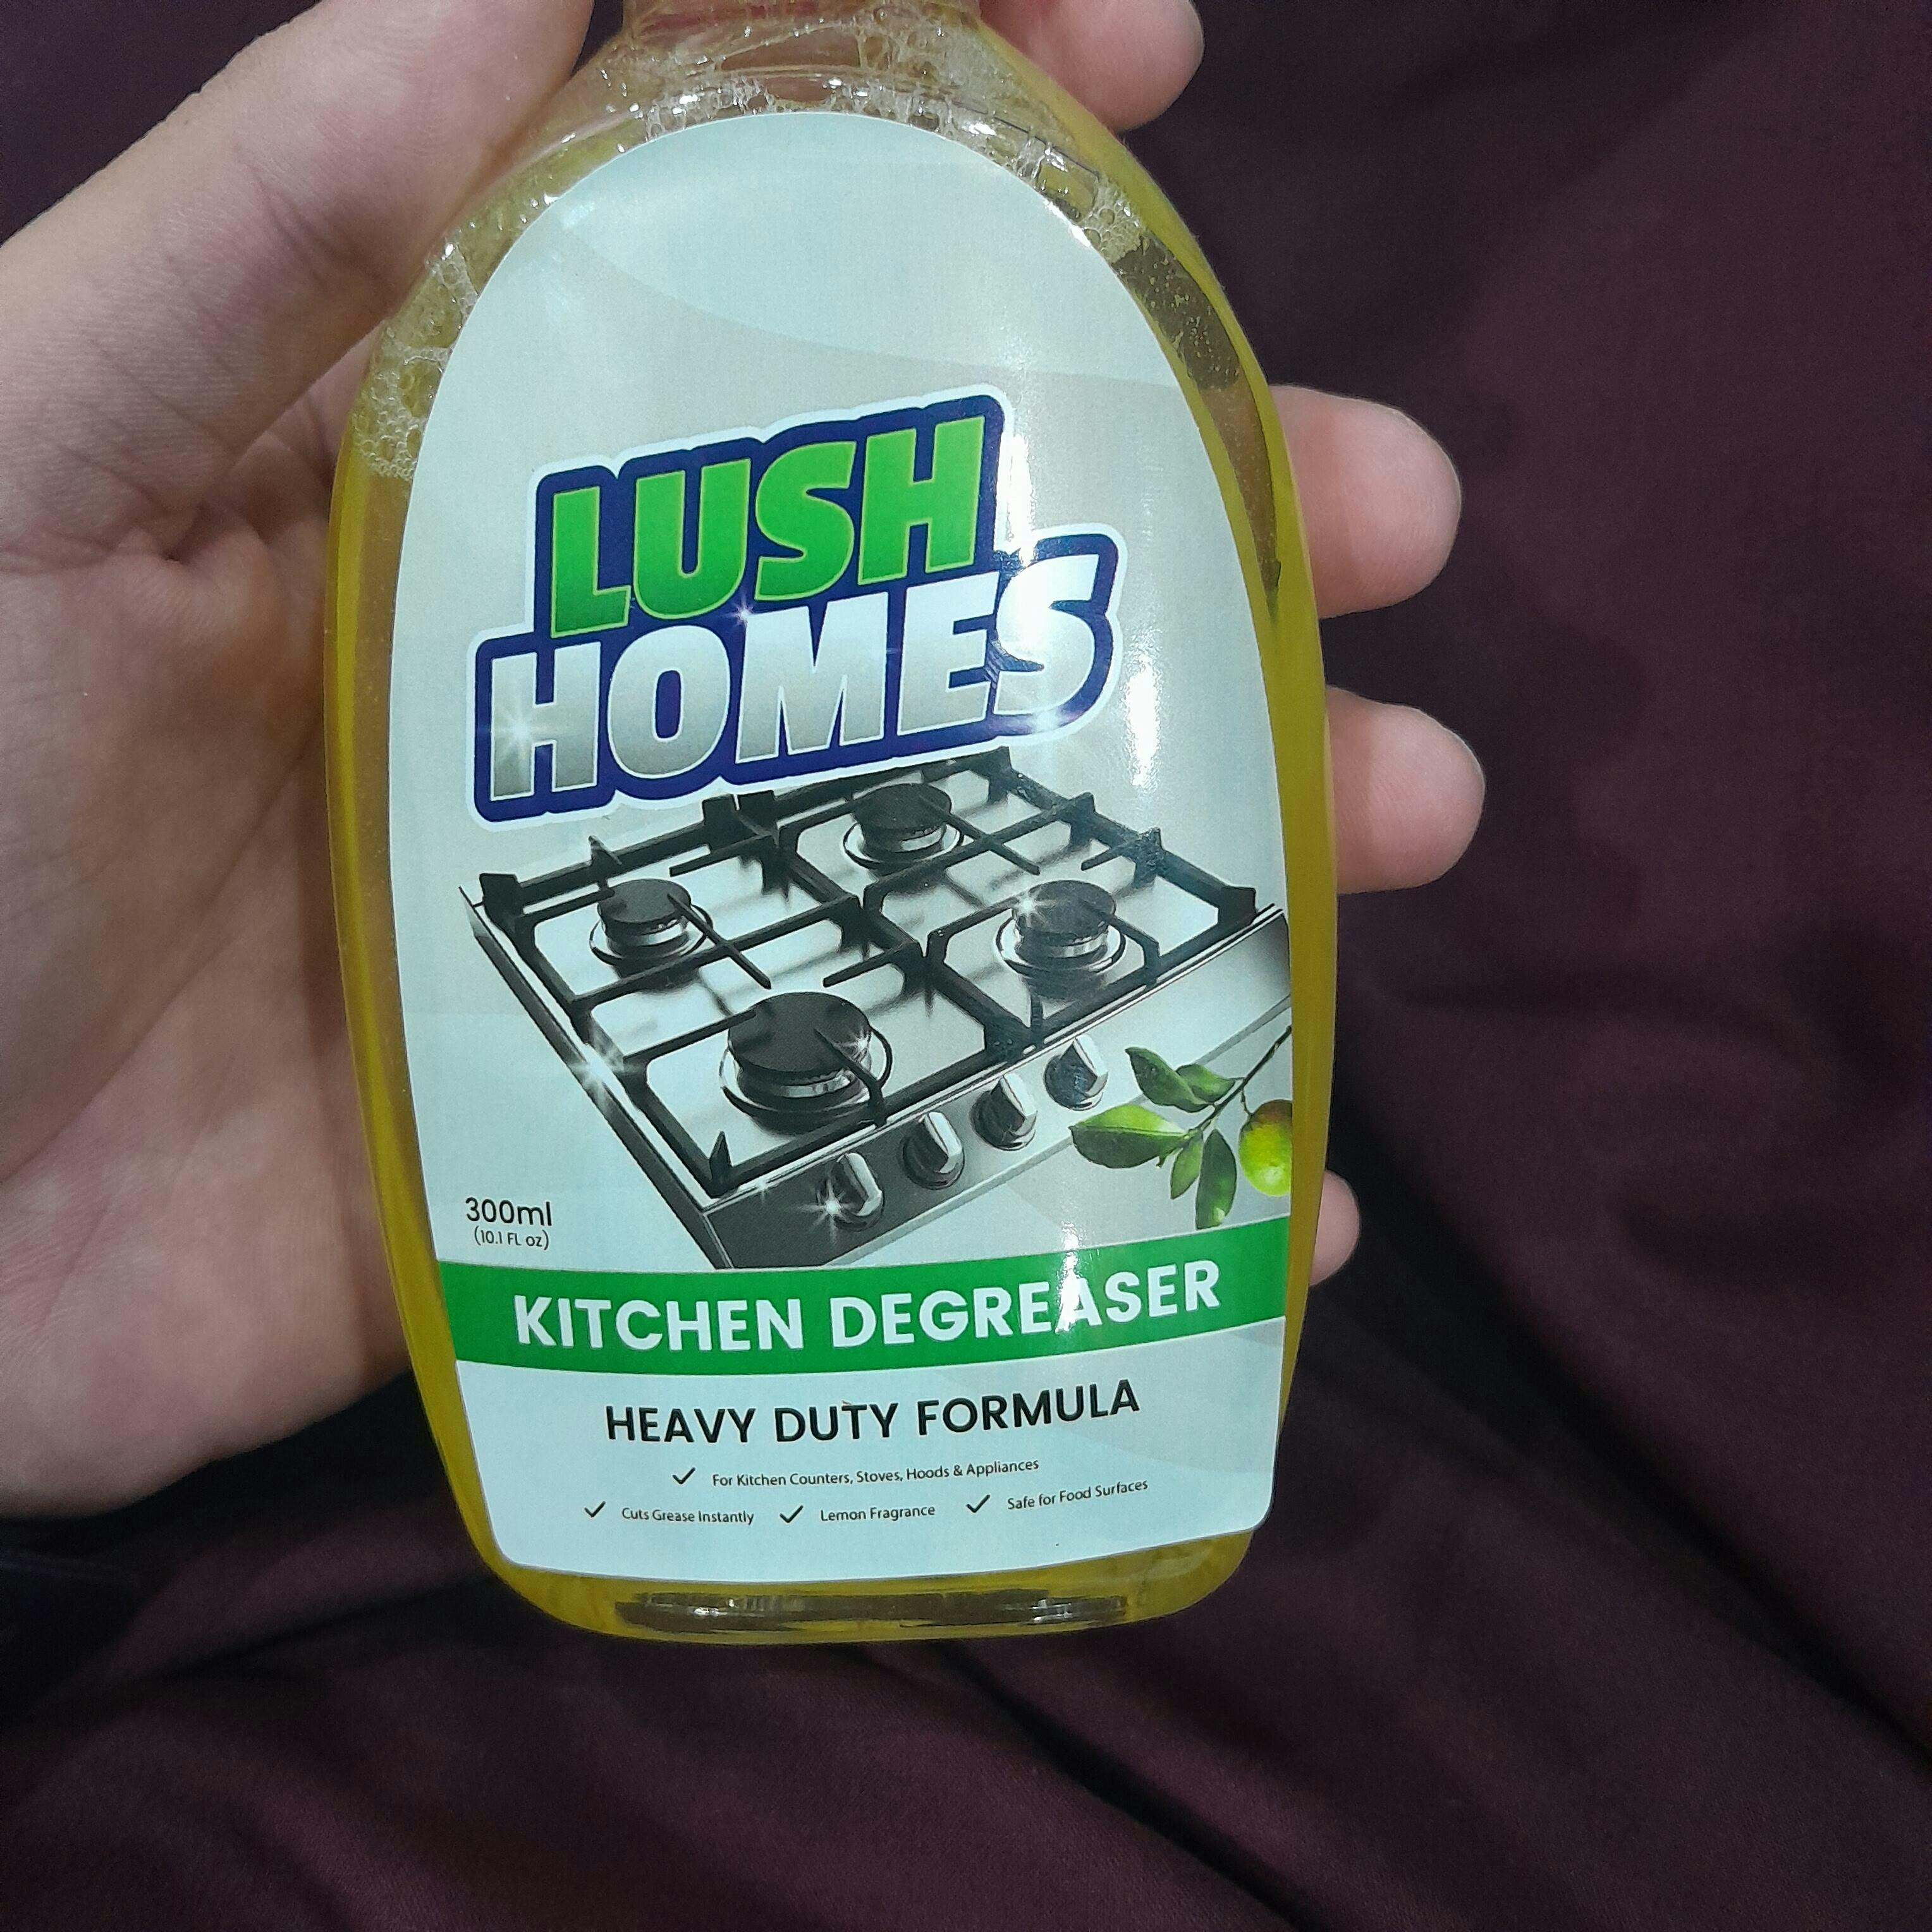 LUSH
HOMES
300ml
(10.1 FL oz)
KITCHEN DEGREASER
HEAVY DUTY FORMULA
✓ For Kitchen Counters, Stoves, Hoods & Appliances
✓ Cuts Grease Instantly ✓ Lemon Fragrance ✓ Safe for Food Surfaces